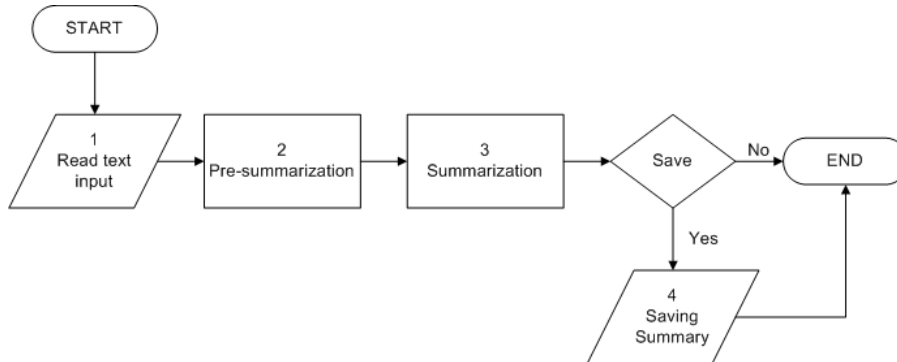 START
1
Read text
input
2
Pre-summarization
3
Summarization
Save
No
END
Yes
4
Saving
Summary